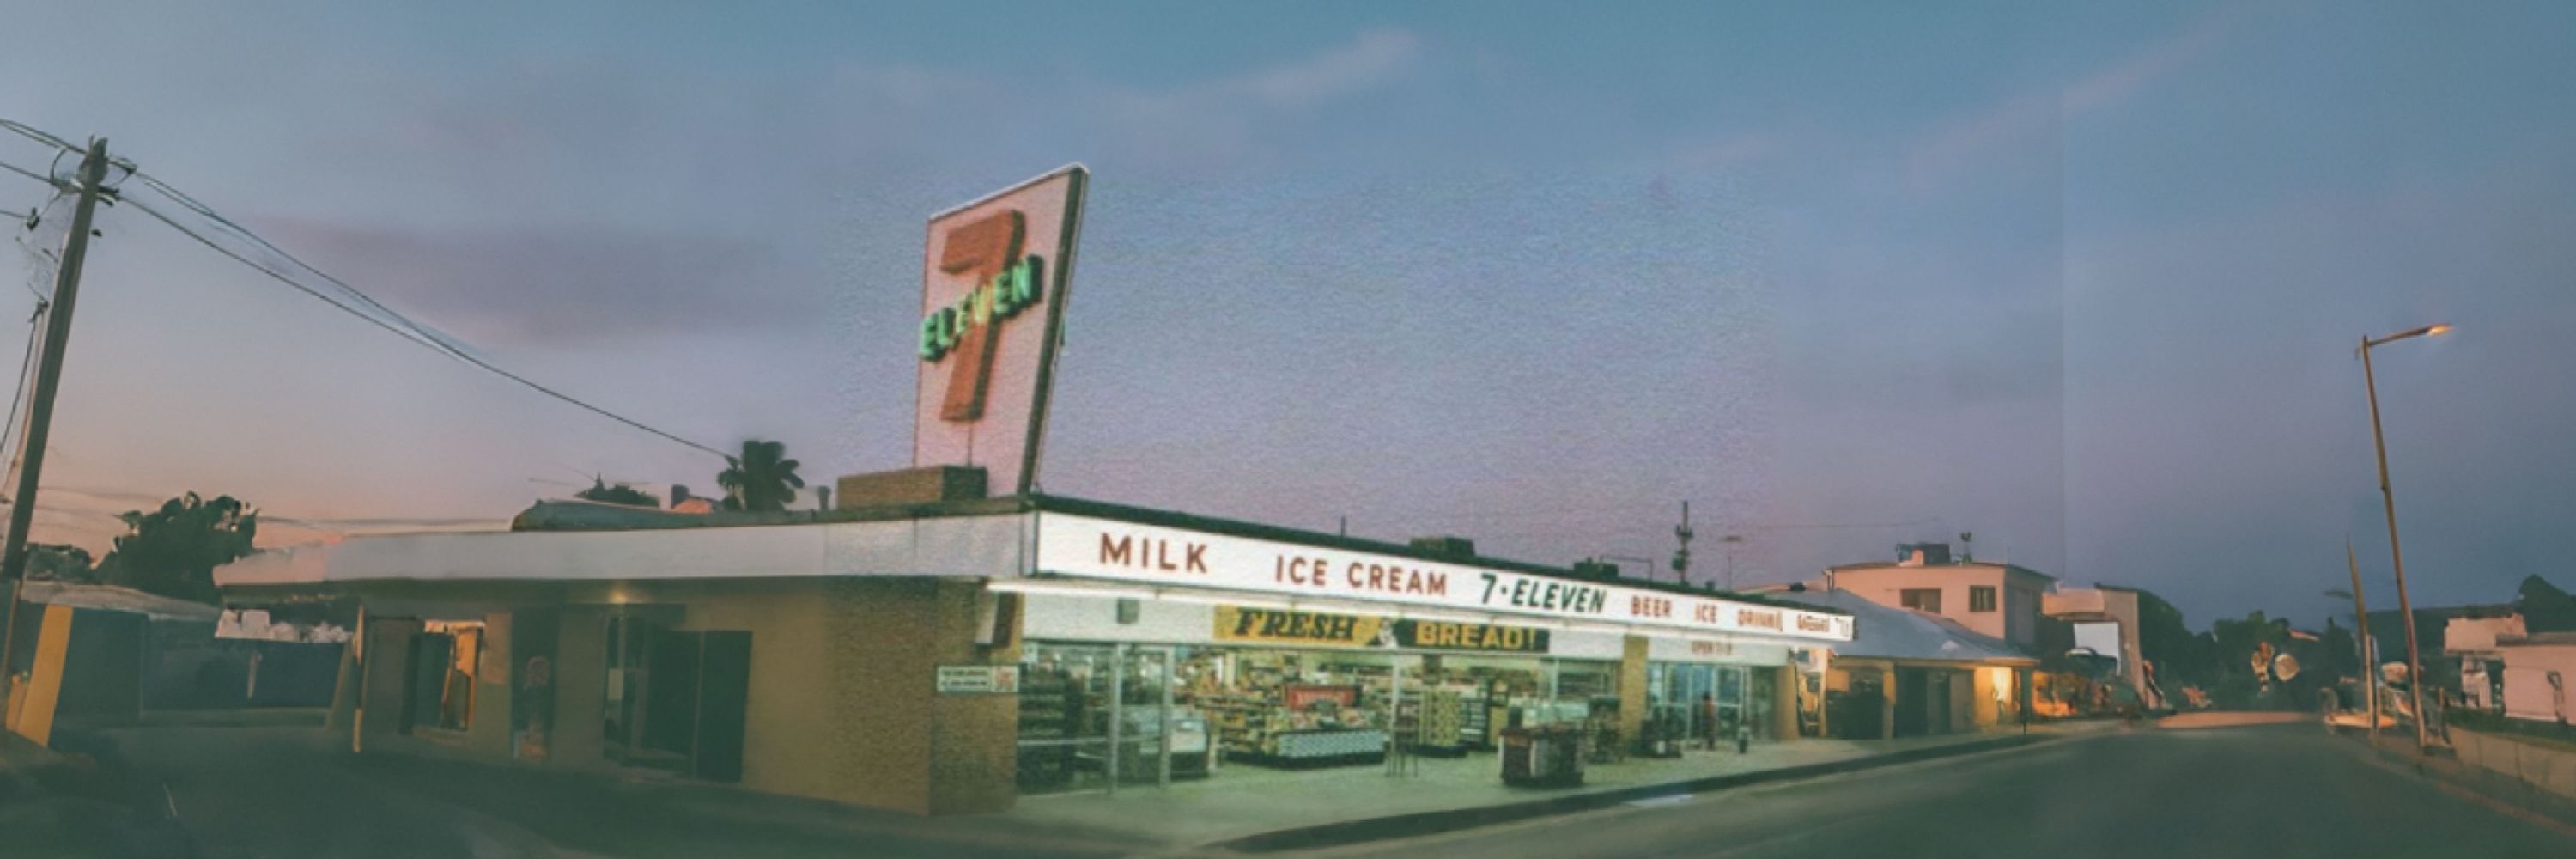 7
ELEVEN
MILK ICE CREAM 7·ELEVEN BEER ICE
FRESH & BREAD!